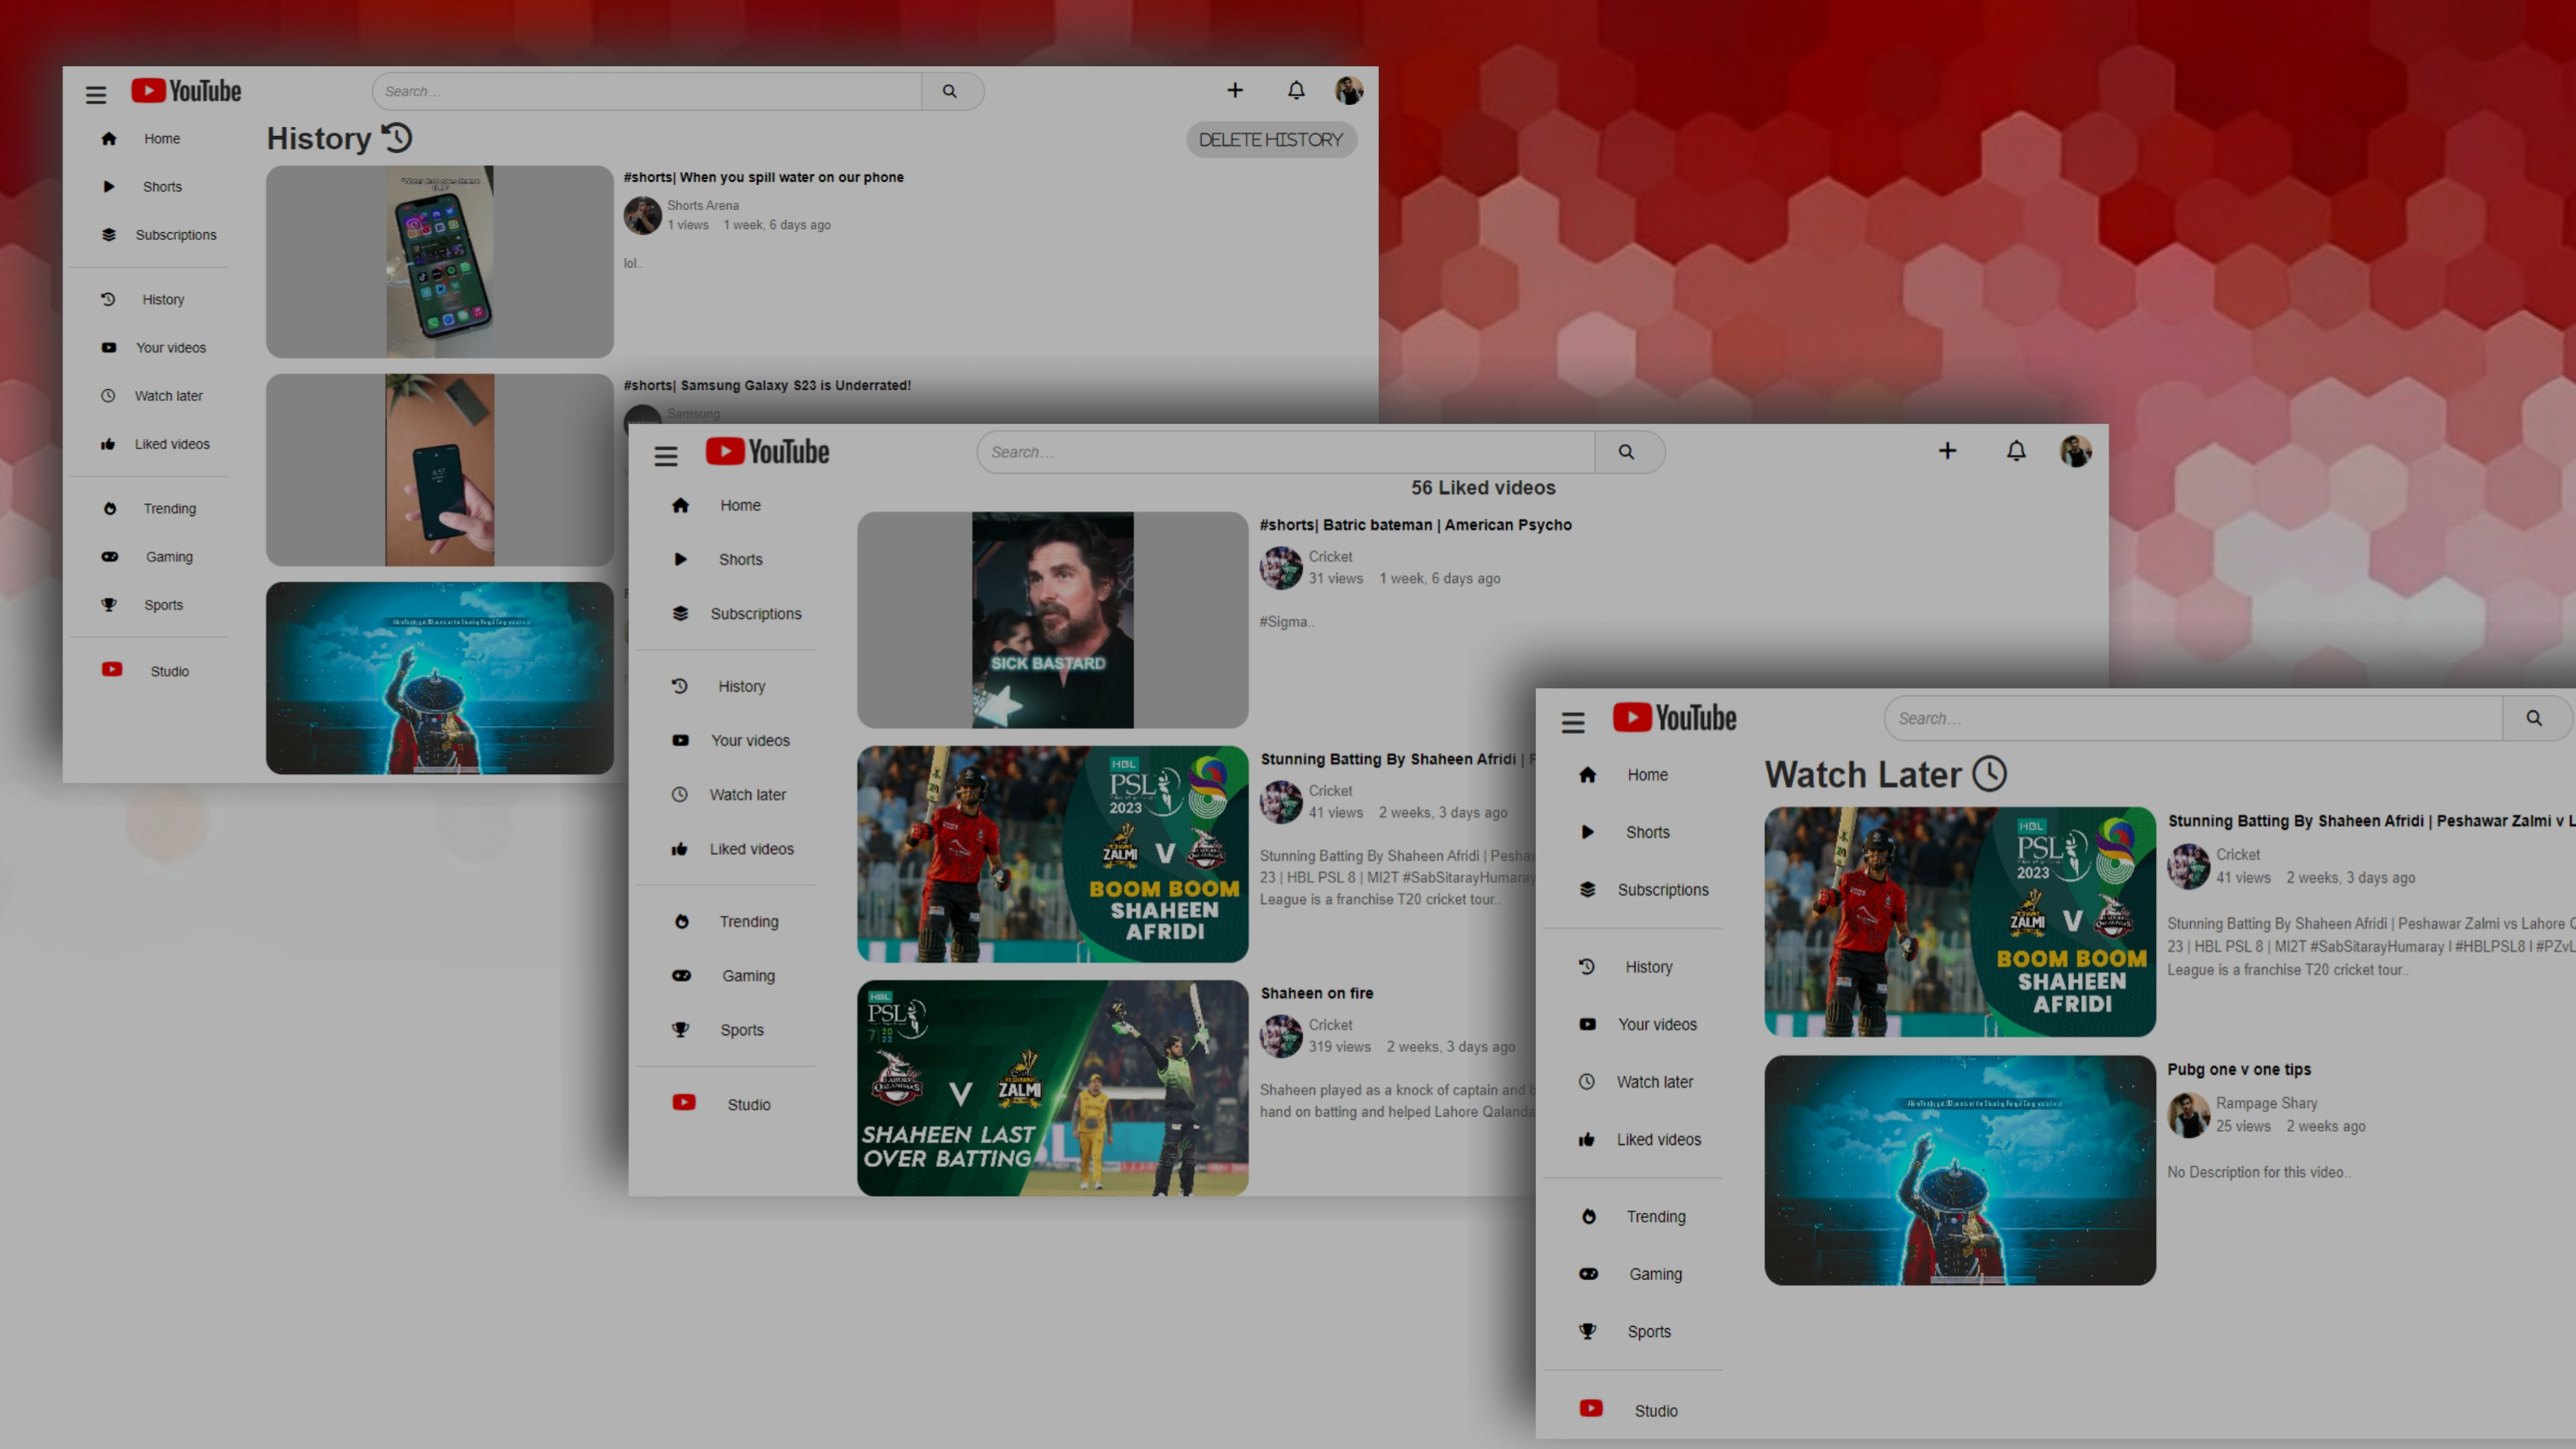 YouTube
Search...
Home
Shorts
Subscriptions
History
Your videos
Watch later
Liked videos
Trending
Gaming
Sports
Studio
History
DELETE HISTORY
#shorts| When you spill water on our phone
Shorts Arena
1 views 1 week, 6 days ago
lol..
#shorts| Samsung Galaxy S23 is Underrated!
Samsung
YouTube
Search...
Home
Shorts
Subscriptions
History
Your videos
Watch later
Liked videos
Trending
Gaming
Sports
Studio
56 Liked videos
SICK BASTARD
#shorts| Batric bateman | American Psycho
Cricket
31 views 1 week, 6 days ago
#Sigma..
HBL
PSL
2023
ZALMI V
BOOM BOOM
SHAHEEN
AFRIDI
Stunning Batting By Shaheen Afridi |
Cricket
41 views 2 weeks, 3 days ago
Stunning Batting By Shaheen Afridi | Peshaw
23 | HBL PSL 8 | MI2T #SabSitarayHumaray
League is a franchise T20 cricket tour..
HBL
PSL
7 2022
V
ZALMI
SHAHEEN LAST
OVER BATTING
Shaheen on fire
Cricket
319 views 2 weeks, 3 days ago
Shaheen played as a knock of captain and
hand on batting and helped Lahore Qalanda
YouTube
Search...
Home
Shorts
Subscriptions
History
Your videos
Watch later
Liked videos
Trending
Gaming
Sports
Studio
Watch Later
HBL
PSL
2023
ZALMI V
BOOM BOOM
SHAHEEN
AFRIDI
Stunning Batting By Shaheen Afridi | Peshawar Zalmi v L
Cricket
41 views 2 weeks, 3 days ago
Stunning Batting By Shaheen Afridi | Peshawar Zalmi vs Lahore Q
23 | HBL PSL 8 | MI2T #SabSitarayHumaray I #HBLPSL8 I #PZvL
League is a franchise T20 cricket tour..
Pubg one v one tips
Rampage Shary
25 views 2 weeks ago
No Description for this video..